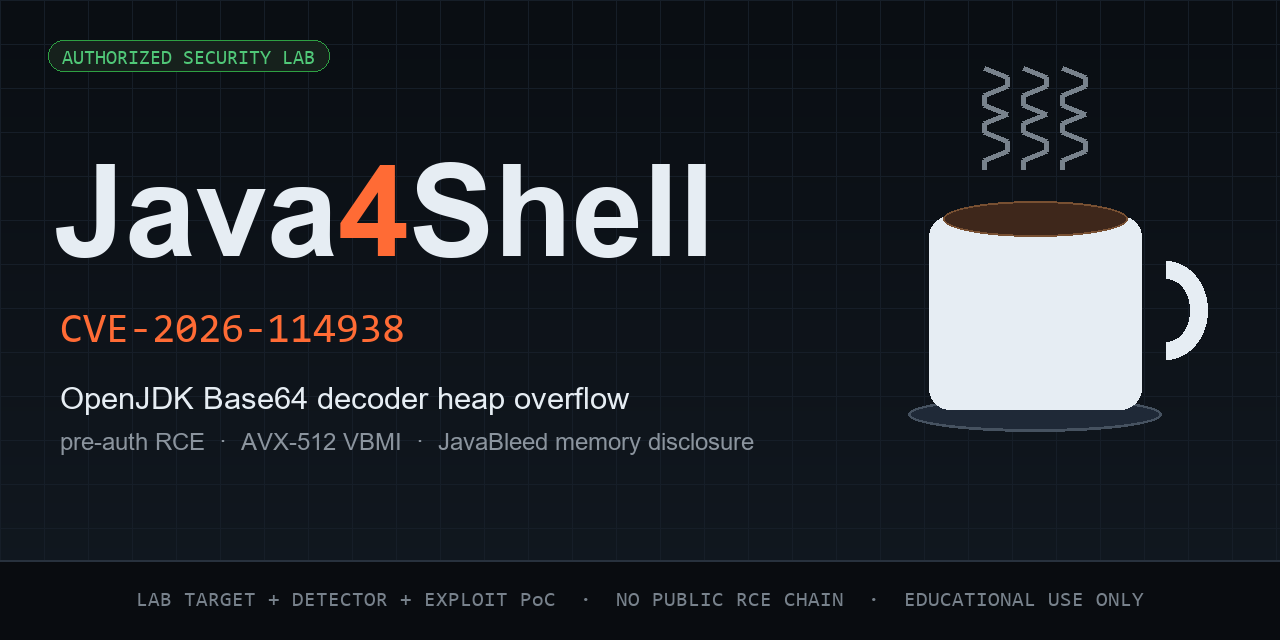 AUTHORIZED SECURITY LAB
Java4Shell
CVE-2026-114938
OpenJDK Base64 decoder heap overflow
pre-auth RCE · AVX-512 VBMI · JavaBleed memory disclosure
LAB TARGET + DETECTOR + EXPLOIT PoC · NO PUBLIC RCE CHAIN · EDUCATIONAL USE ONLY